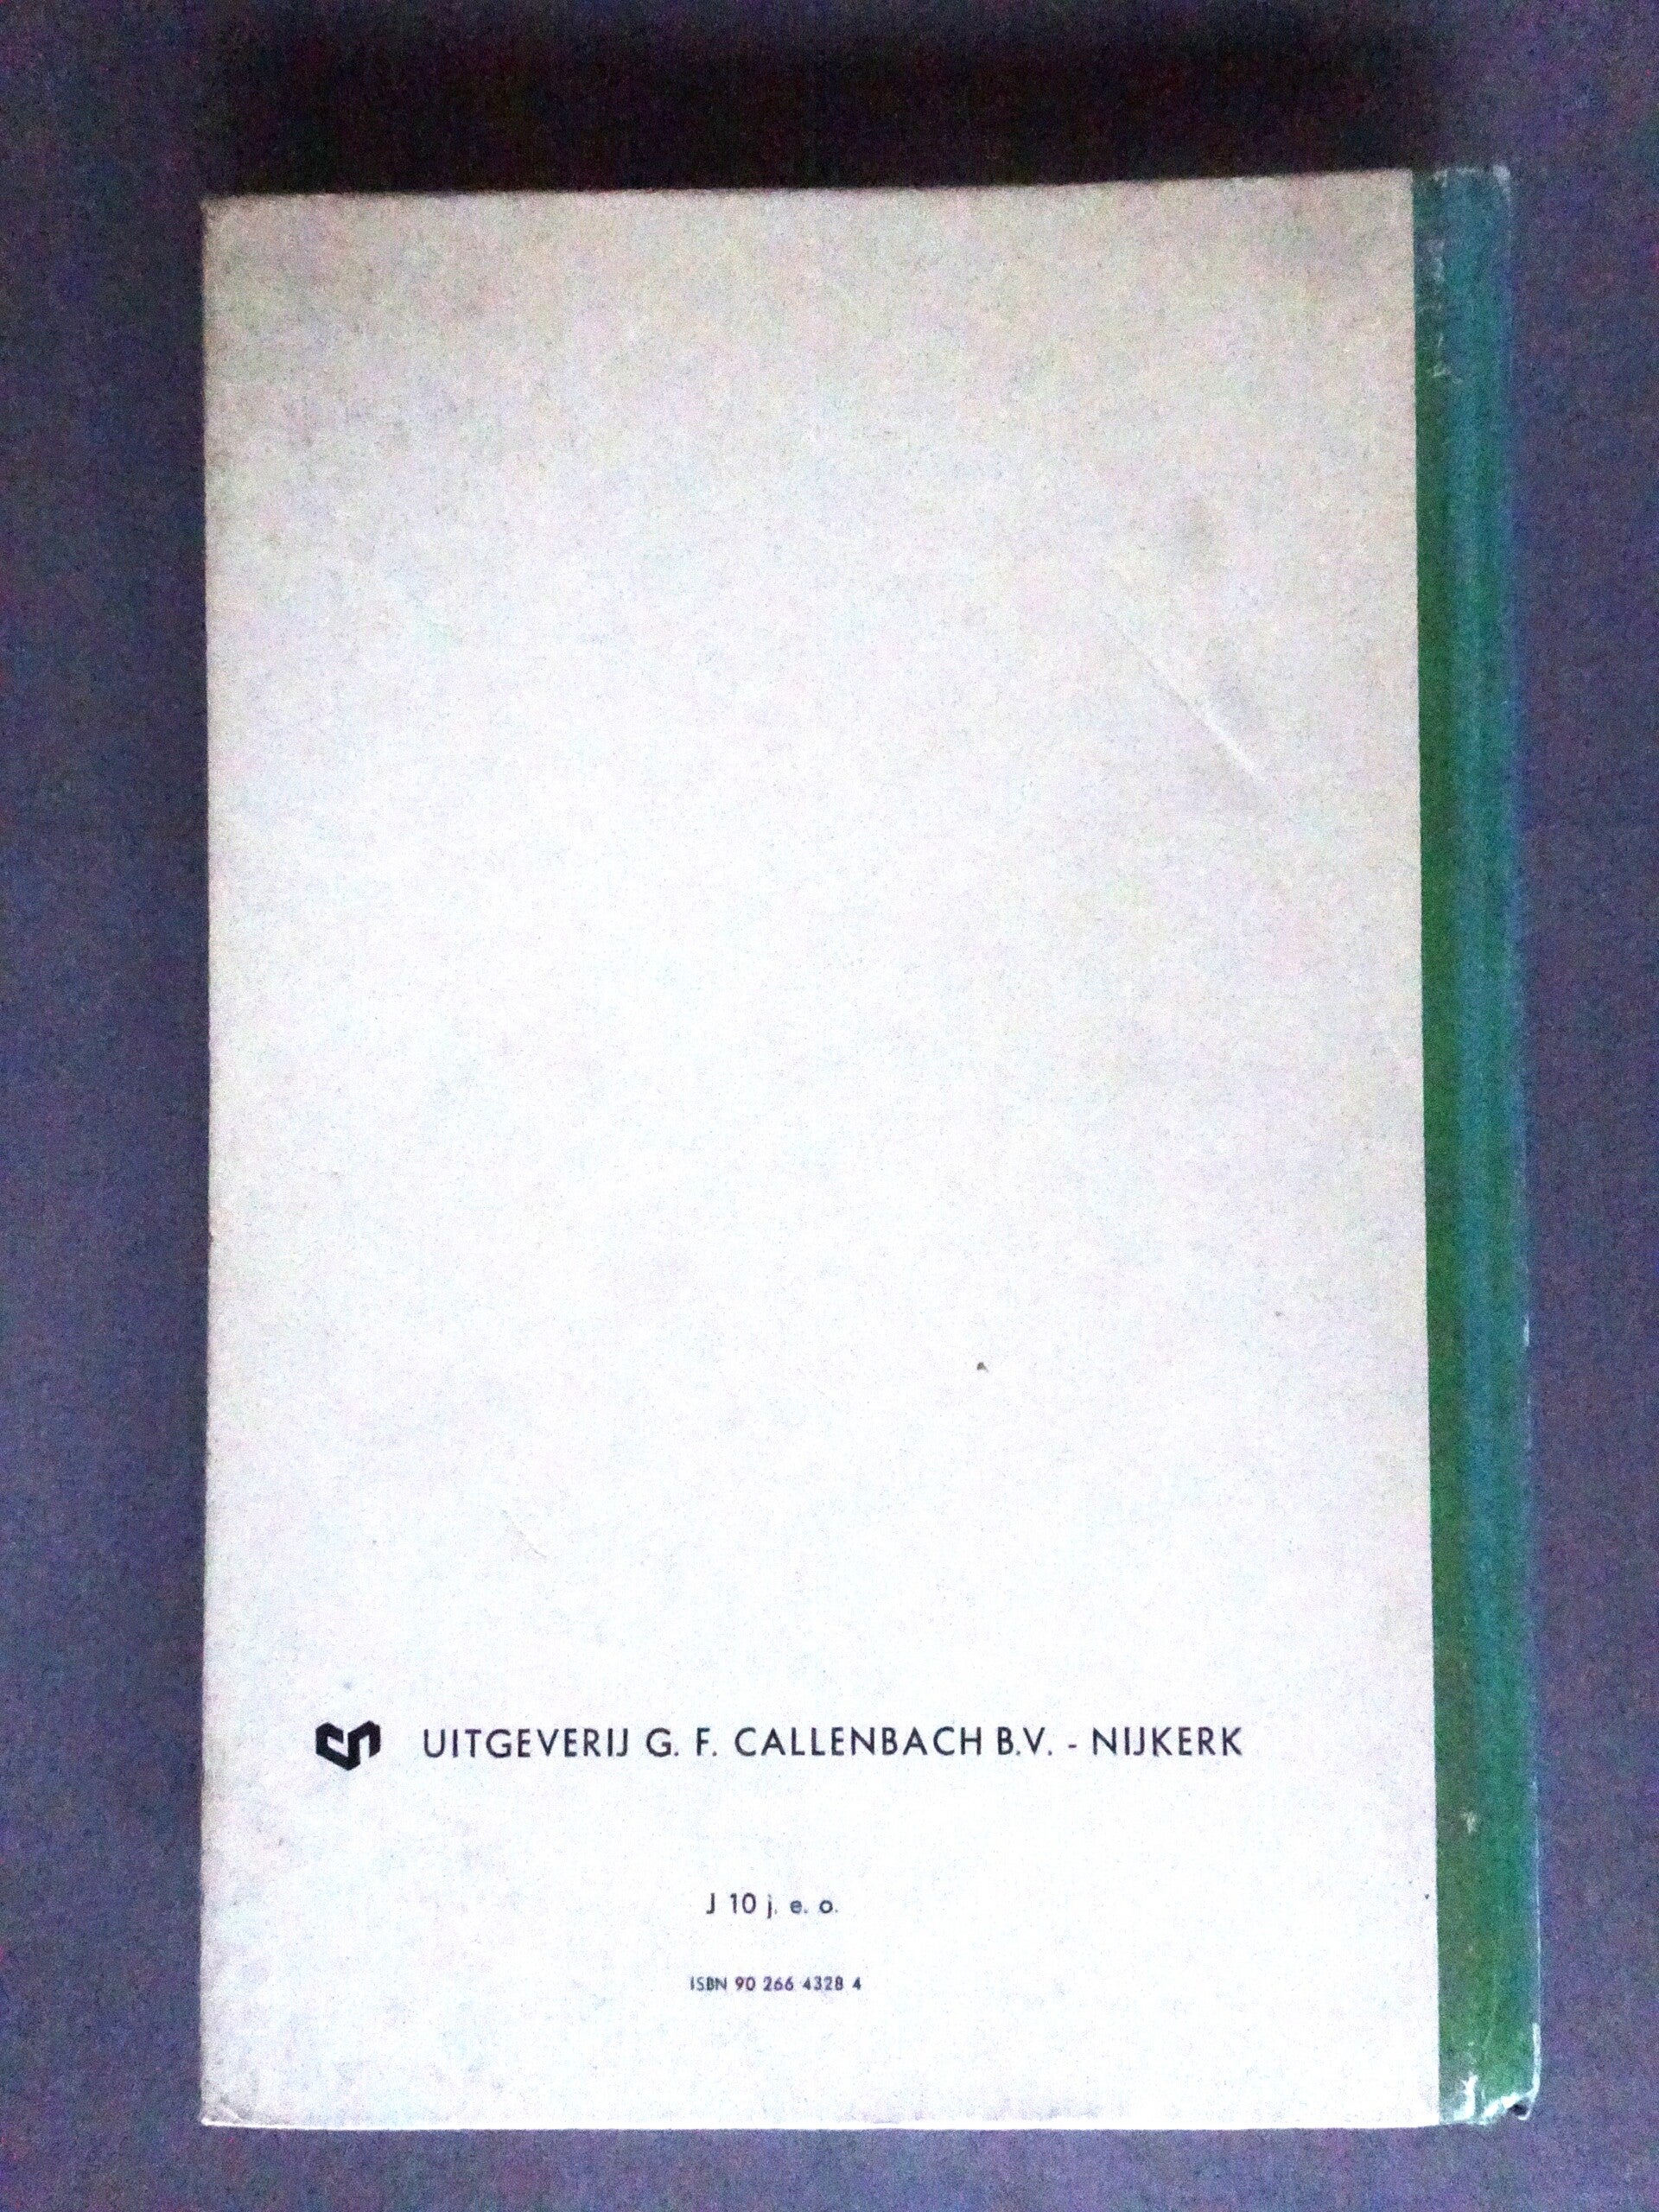 UITGEVERIJ G. F. CALLENBACH B.V. - NIJKERK
J 10 j. e. o.
ISBN 90 266 4328 4